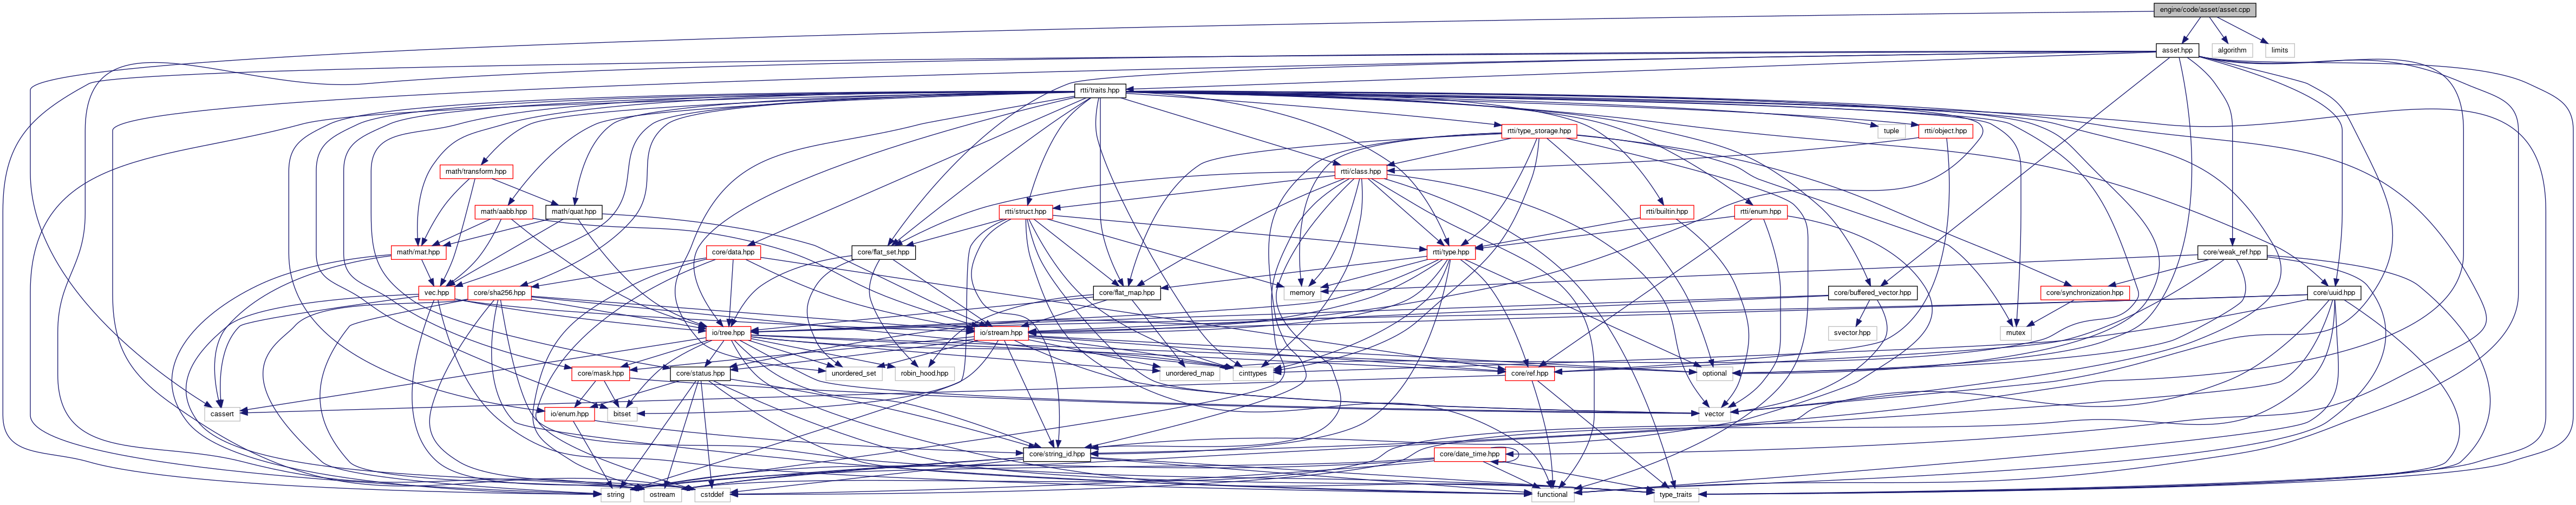 engine/code/asset/asset.cpp
asset.hpp
algorithm
limits
rtti/traits.hpp
rtti/type_storage.hpp
tuple
rtti/object.hpp
math/transform.hpp
rtti/class.hpp
math/aabb.hpp
math/quat.hpp
rtti/struct.hpp
rtti/builtin.hpp
rtti/enum.hpp
math/mat.hpp
core/data.hpp
core/flat_set.hpp
rtti/type.hpp
core/weak_ref.hpp
vec.hpp
core/sha256.hpp
core/flat_map.hpp
memory
core/buffered_vector.hpp
core/synchronization.hpp
core/uuid.hpp
io/tree.hpp
io/stream.hpp
svector.hpp
mutex
core/mask.hpp
core/status.hpp
unordered_set
robin_hood.hpp
unordered_map
cinttypes
core/ref.hpp
optional
cassert
io/enum.hpp
bitset
vector
core/string_id.hpp
core/date_time.hpp
string
ostream
cstddef
functional
type_traits